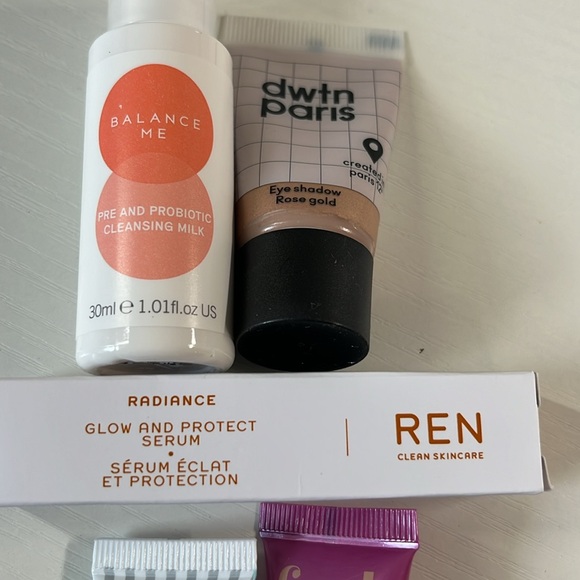 BALANCE
ME
PRE AND PROBIOTIC
CLEANSING MILK
30ml e 1.01fl.oz US
dwtn
paris
created
paris
Eye shadow
Rose gold
RADIANCE
GLOW AND PROTECT
SERUM
•
SÉRUM ÉCLAT
ET PROTECTION
REN
CLEAN SKINCARE